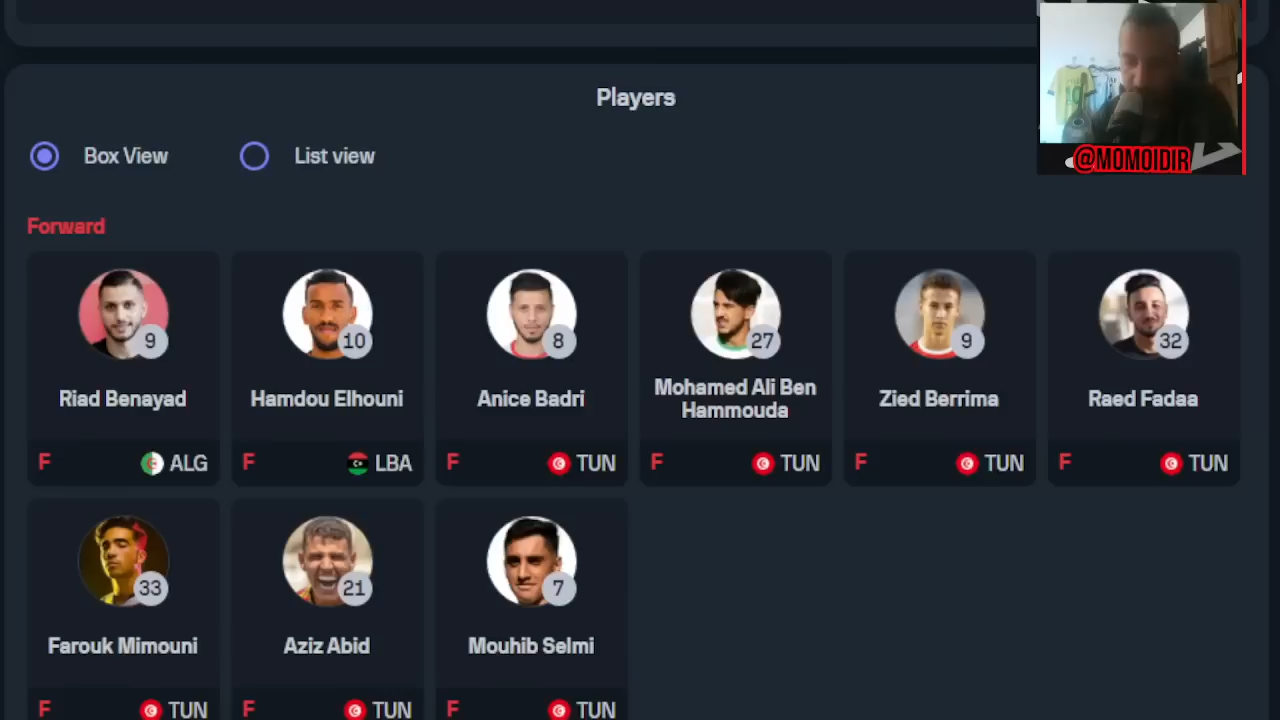 Players
Box View
List view
@MOMOIDIR
Forward
9
10
8
27
9
32
Riad Benayad
Hamdou Elhouni
Anice Badri
Mohamed Ali Ben
Hammouda
Zied Berrima
Raed Fadaa
F ALG
F LBA
F TUN
F TUN
F TUN
F TUN
33
21
7
Farouk Mimouni
Aziz Abid
Mouhib Selmi
F TUN
F TUN
F TUN